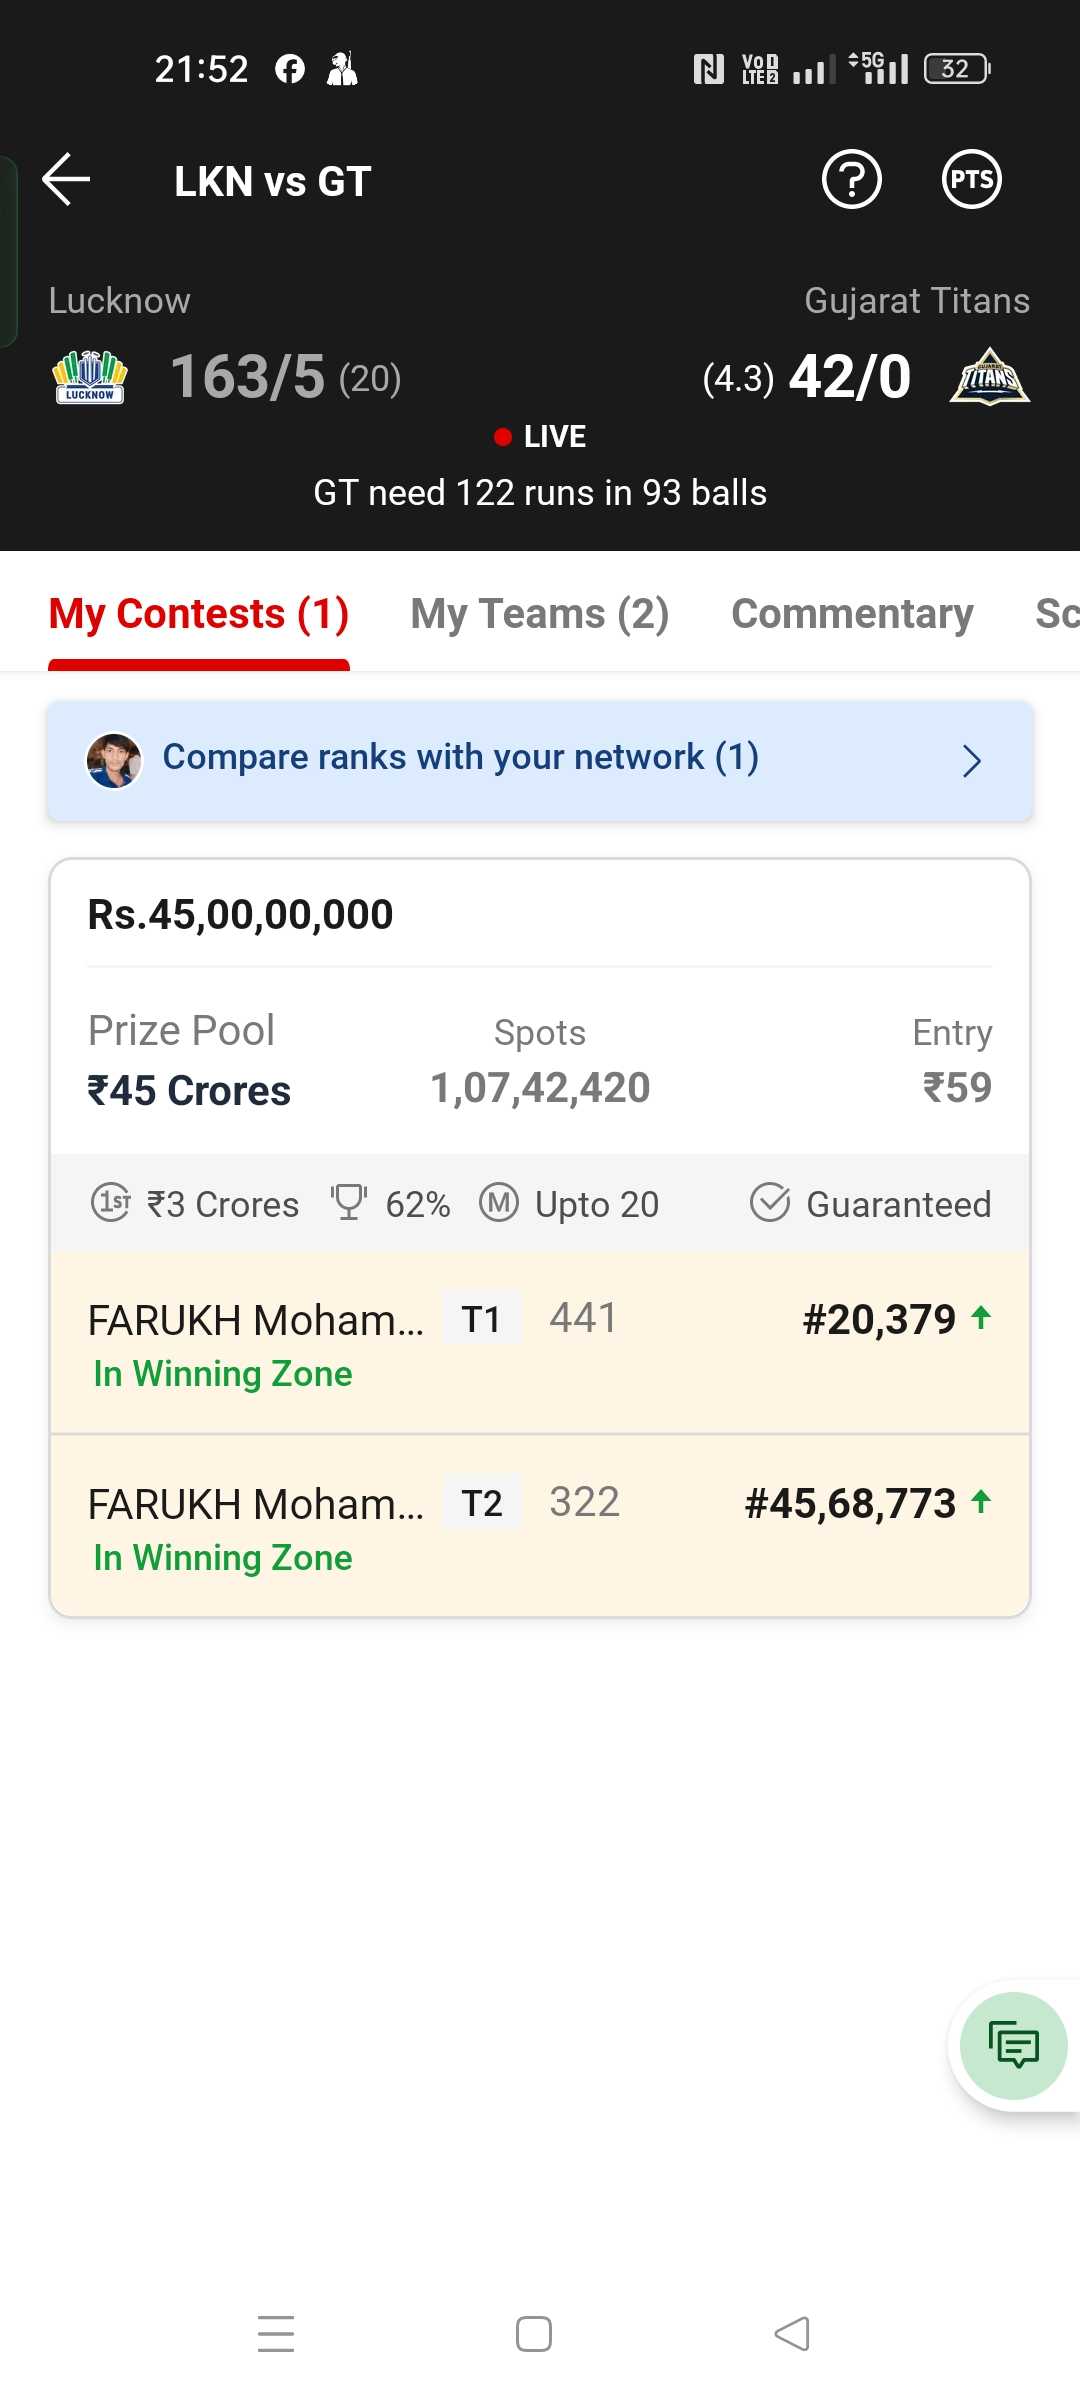 21:52 VoD LTE 2 5G 32
LKN vs GT PTS
Lucknow Gujarat Titans
LUCKNOW 163/5 (20) (4.3) 42/0 GUJARAT TITANS
LIVE
GT need 122 runs in 93 balls
My Contests (1) My Teams (2) Commentary Sc
Compare ranks with your network (1)
Rs.45,00,00,000
Prize Pool Spots Entry
₹45 Crores 1,07,42,420 ₹59
1ST ₹3 Crores 62% M Upto 20 Guaranteed
FARUKH Moham... T1 441 #20,379
In Winning Zone
FARUKH Moham... T2 322 #45,68,773
In Winning Zone